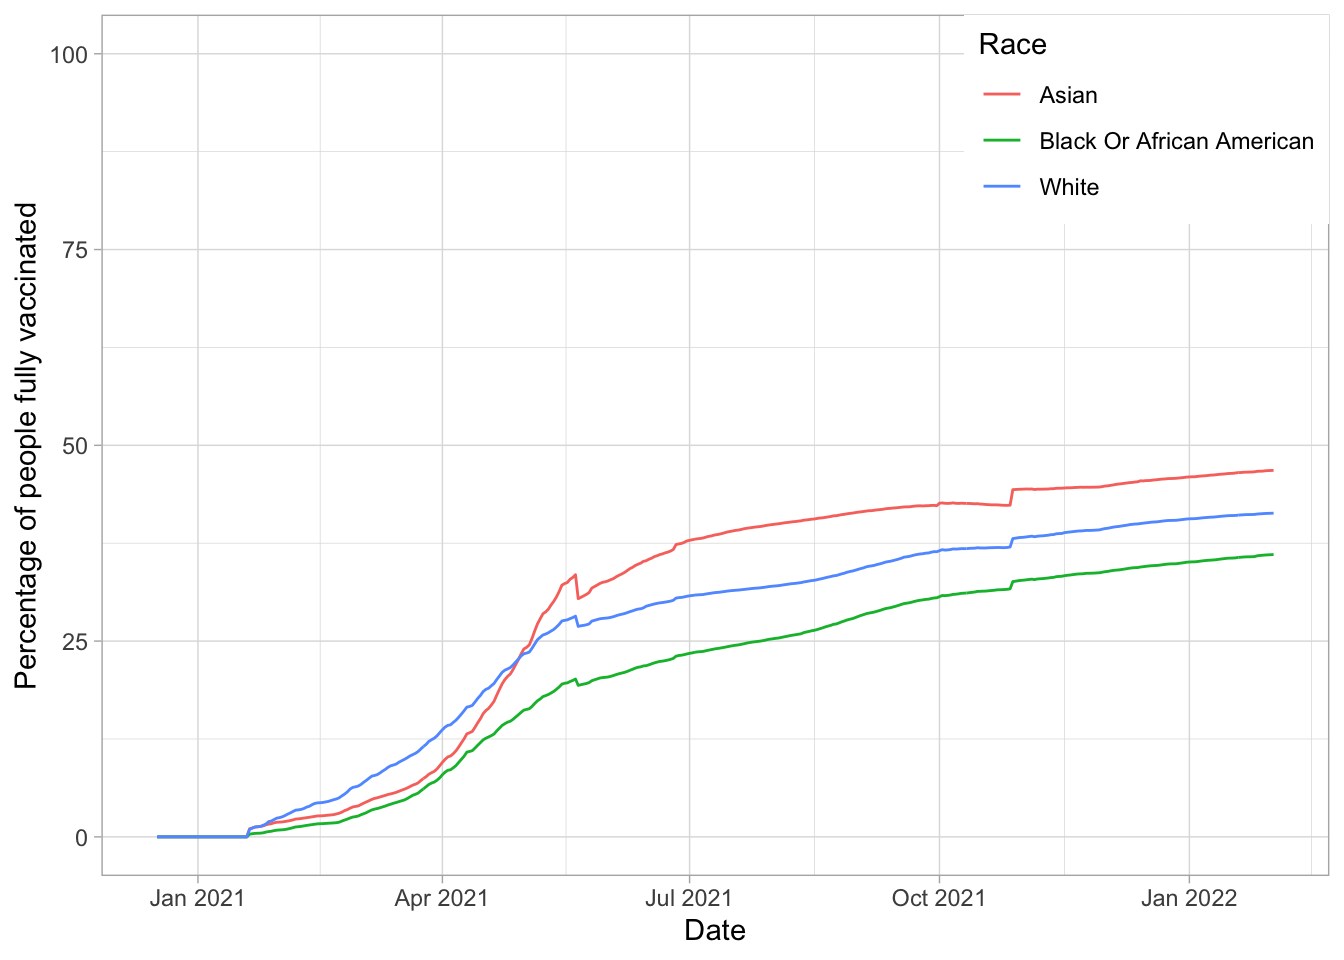 Race
Asian
Black Or African American
White
Percentage of people fully vaccinated
100
75
50
25
0
Jan 2021 Apr 2021 Jul 2021 Oct 2021 Jan 2022
Date